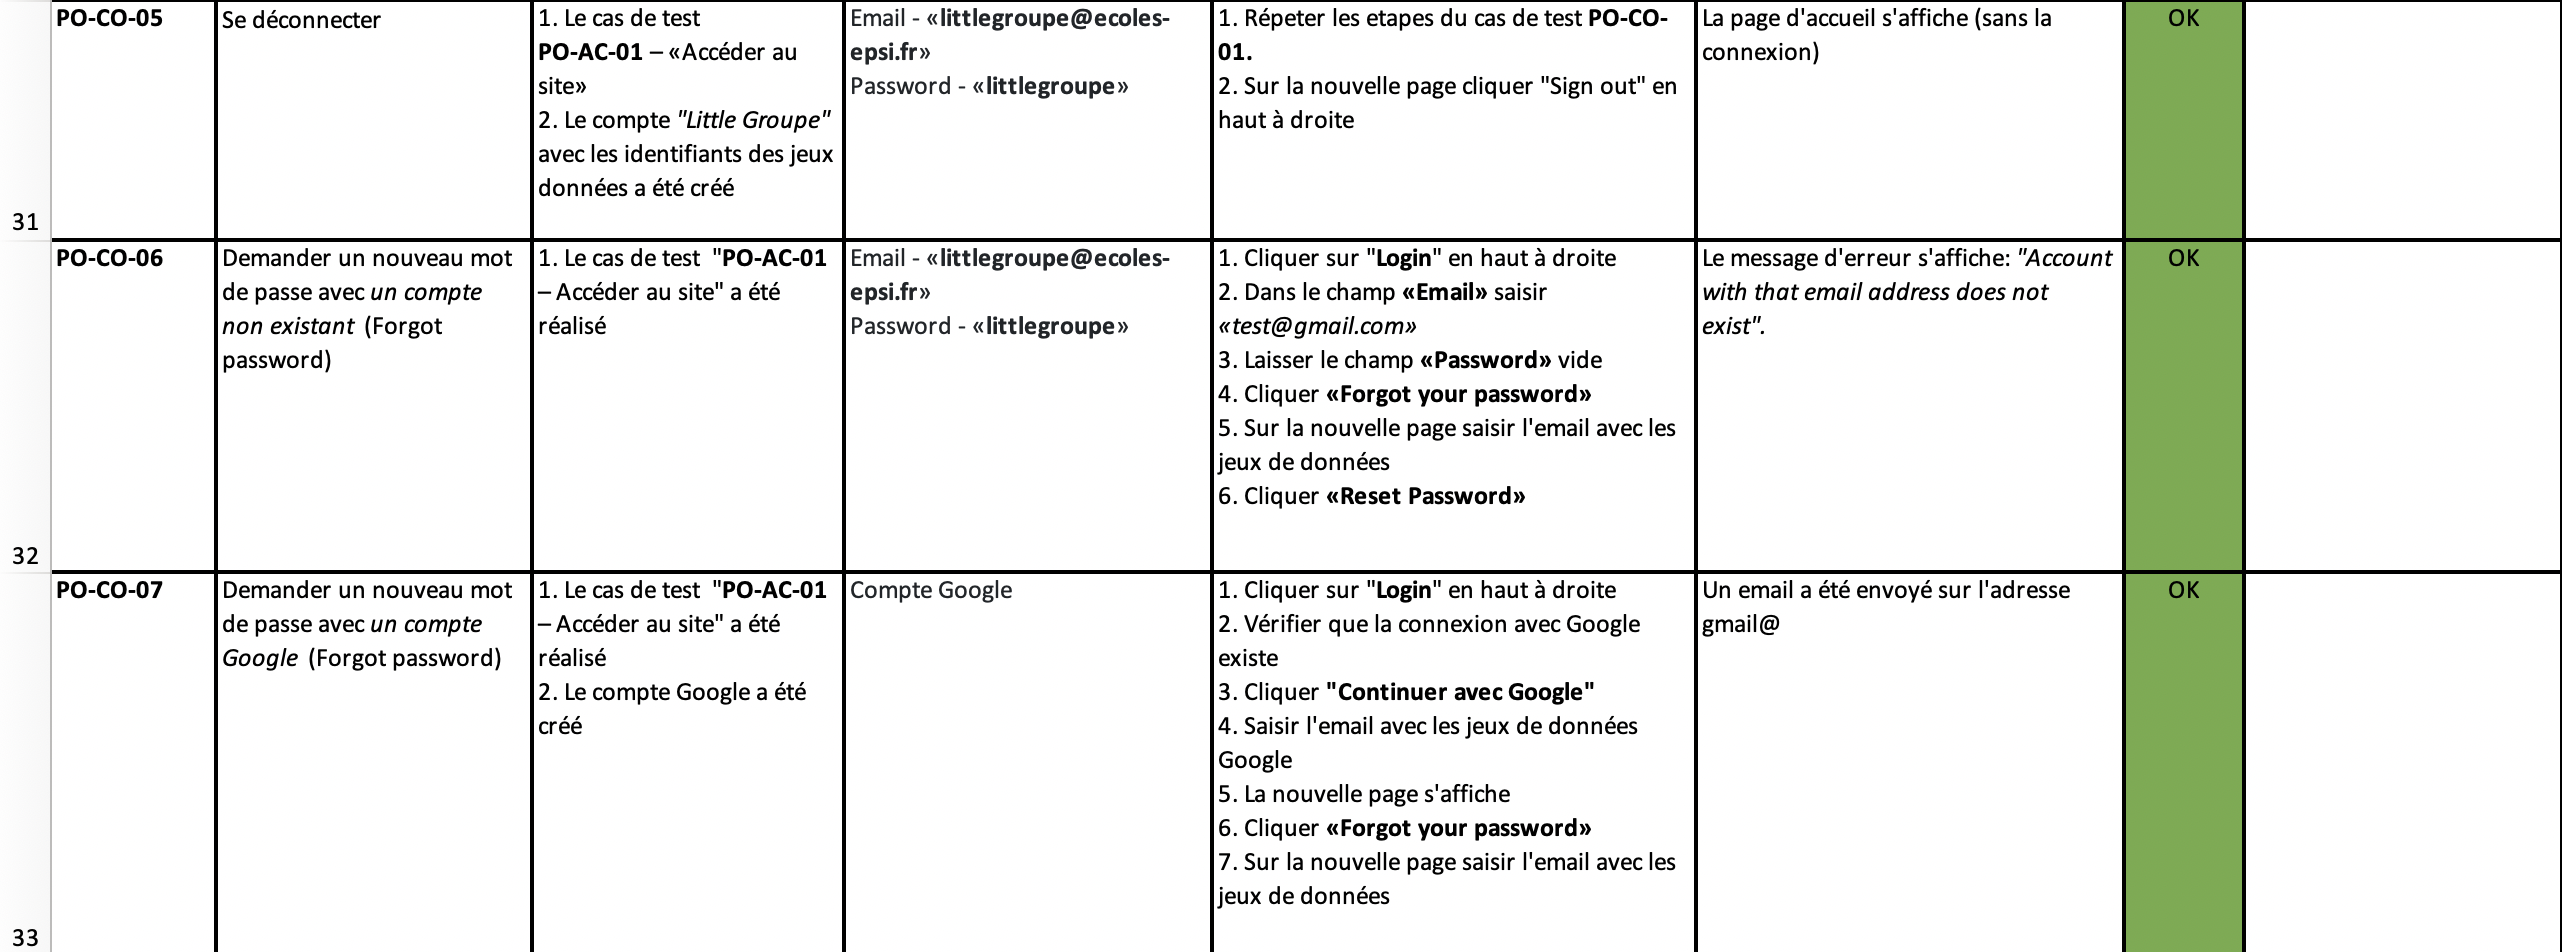 PO-CO-05
Se déconnecter
1. Le cas de test
PO-AC-01 – «Accéder au
site»
2. Le compte "Little Groupe"
avec les identifiants des jeux
données a été créé
Email - «littlegroupe@ecoles-
epsi.fr»
Password - «littlegroupe»
1. Répeter les etapes du cas de test PO-CO-
01.
2. Sur la nouvelle page cliquer "Sign out" en
haut à droite
La page d'accueil s'affiche (sans la
connexion)
OK
31
PO-CO-06
Demander un nouveau mot
de passe avec un compte
non existant (Forgot
password)
1. Le cas de test "PO-AC-01
– Accéder au site" a été
réalisé
Email - «littlegroupe@ecoles-
epsi.fr»
Password - «littlegroupe»
1. Cliquer sur "Login" en haut à droite
2. Dans le champ «Email» saisir
«test@gmail.com»
3. Laisser le champ «Password» vide
4. Cliquer «Forgot your password»
5. Sur la nouvelle page saisir l'email avec les
jeux de données
6. Cliquer «Reset Password»
Le message d'erreur s'affiche: "Account
with that email address does not
exist".
OK
32
PO-CO-07
Demander un nouveau mot
de passe avec un compte
Google (Forgot password)
1. Le cas de test "PO-AC-01
– Accéder au site" a été
réalisé
2. Le compte Google a été
créé
Compte Google
1. Cliquer sur "Login" en haut à droite
2. Vérifier que la connexion avec Google
existe
3. Cliquer "Continuer avec Google"
4. Saisir l'email avec les jeux de données
Google
5. La nouvelle page s'affiche
6. Cliquer «Forgot your password»
7. Sur la nouvelle page saisir l'email avec les
jeux de données
Un email a été envoyé sur l'adresse
gmail@
OK
33